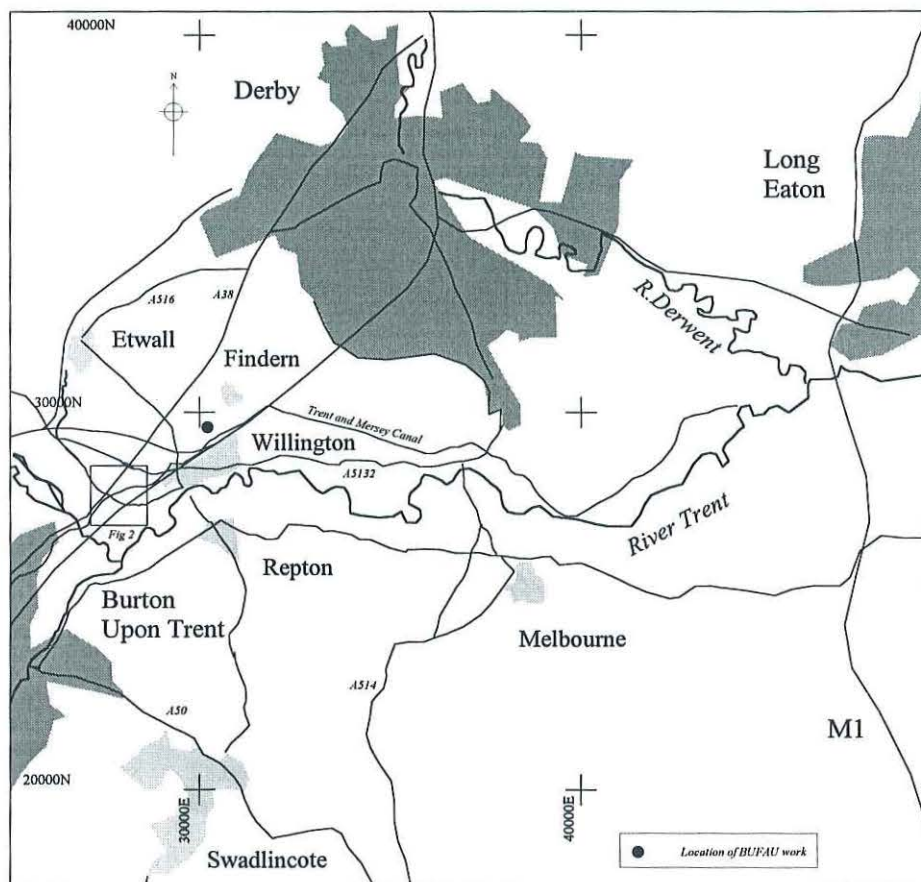 40000N
N
Derby
Long
Eaton
A516
A38
R.Derwent
Etwall
Findern
30000N
Trent and Mersey Canal
Willington
A5132
River Trent
Fig 2
Repton
Burton
Upon Trent
Melbourne
A514
A50
M1
20000N
30000E
40000E
Location of BUFAU work
Swadlincote